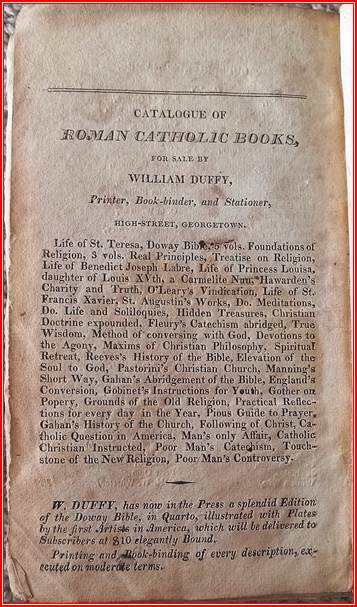 CATALOGUE OF
ROMAN CATHOLIC BOOKS,
FOR SALE BY
WILLIAM DUFFY,
Printer, Book-binder, and Stationer,
HIGH-STREET, GEORGETOWN.
Life of St. Teresa, Doway Bible, 5 vols. Foundations of
Religion, 3 vols. Real Principles, Treatise on Religion,
Life of Benedict Joseph Labre, Life of Princess Louisa,
daughter of Louis XVth, a Carmelite Nun, Hawarden's
Charity and Truth, O'Leary's Vindication, Life of St.
Francis Xavier, St. Augustin's Works, Do. Meditations,
Do. Life and Soliloquies, Hidden Treasures, Christian
Doctrine expounded, Fleury's Catechism abridged, True
Wisdom, Method of conversing with God, Devotions to
the Agony, Maxims of Christian Philosophy, Spiritual
Retreat, Reeves's History of the Bible, Elevation of the
Soul to God, Pastorini's Christian Church, Manning's
Short Way, Gahan's Abridgement of the Bible, England's
Conversion, Gobinet's Instructions for Youth, Gother on
Popery, Grounds of the Old Religion, Practical Reflec-
tions for every day in the Year, Pious Guide to Prayer,
Gahan's History of the Church, Following of Christ, Ca-
tholic Question in America, Man's only Affair, Catholic
Christian Instructed, Poor Man's Catechism, Touch-
stone of the New Religion, Poor Man's Controversy.
W. DUFFY, has now in the Press a splendid Edition
of the Doway Bible, in Quarto, illustrated with Plates
by the first Artists in America, which will be delivered to
Subscribers at $10 elegantly Bound.
Printing and Book-binding of every description, ex-
ecuted on moderate terms.